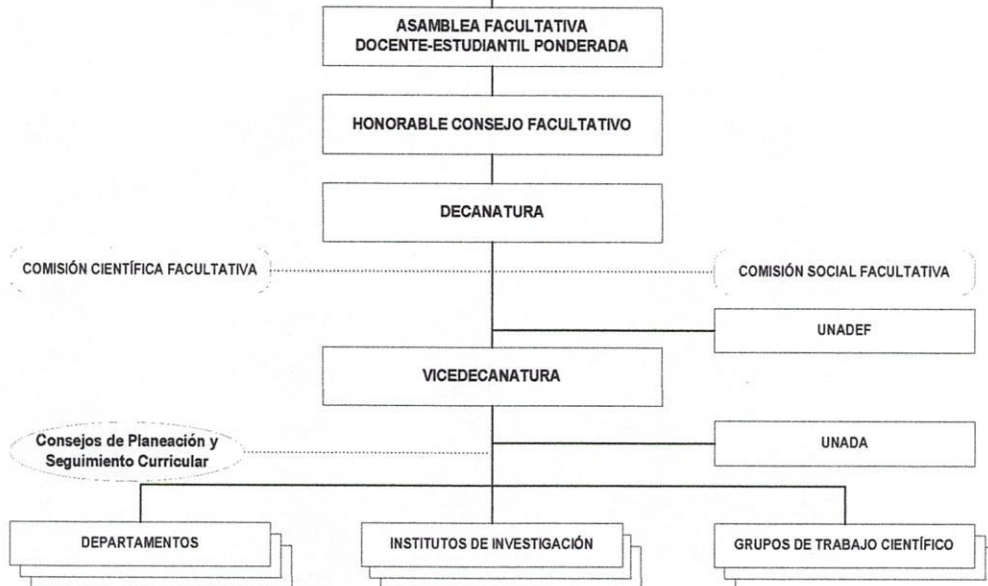 ASAMBLEA FACULTATIVA
DOCENTE-ESTUDIANTIL PONDERADA
HONORABLE CONSEJO FACULTATIVO
DECANATURA
COMISIÓN CIENTÍFICA FACULTATIVA
COMISIÓN SOCIAL FACULTATIVA
UNADEF
VICEDECANATURA
Consejos de Planeación y
Seguimiento Curricular
UNADA
DEPARTAMENTOS
INSTITUTOS DE INVESTIGACIÓN
GRUPOS DE TRABAJO CIENTÍFICO